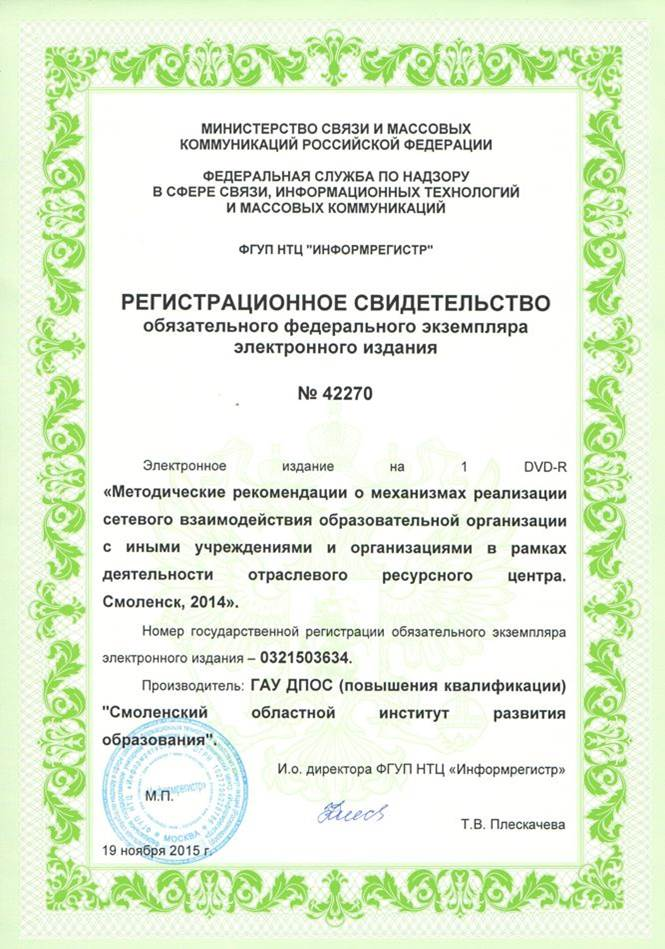 МИНИСТЕРСТВО СВЯЗИ И МАССОВЫХ
КОММУНИКАЦИЙ РОССИЙСКОЙ ФЕДЕРАЦИИ
ФЕДЕРАЛЬНАЯ СЛУЖБА ПО НАДЗОРУ
В СФЕРЕ СВЯЗИ, ИНФОРМАЦИОННЫХ ТЕХНОЛОГИЙ
И МАССОВЫХ КОММУНИКАЦИЙ
ФГУП НТЦ "ИНФОРМРЕГИСТР"
РЕГИСТРАЦИОННОЕ СВИДЕТЕЛЬСТВО
обязательного федерального экземпляра
электронного издания
№ 42270
Электронное издание на 1 DVD-R
«Методические рекомендации о механизмах реализации
сетевого взаимодействия образовательной организации
с иными учреждениями и организациями в рамках
деятельности отраслевого ресурсного центра.
Смоленск, 2014».
Номер государственной регистрации обязательного экземпляра
электронного издания – 0321503634.
Производитель: ГАУ ДПОС (повышения квалификации)
"Смоленский областной институт развития
образования".
И.о. директора ФГУП НТЦ «Информрегистр»
М.П.
Т.В. Плескачева
19 ноября 2015 г.
«Информрегистр»
МОСКВА